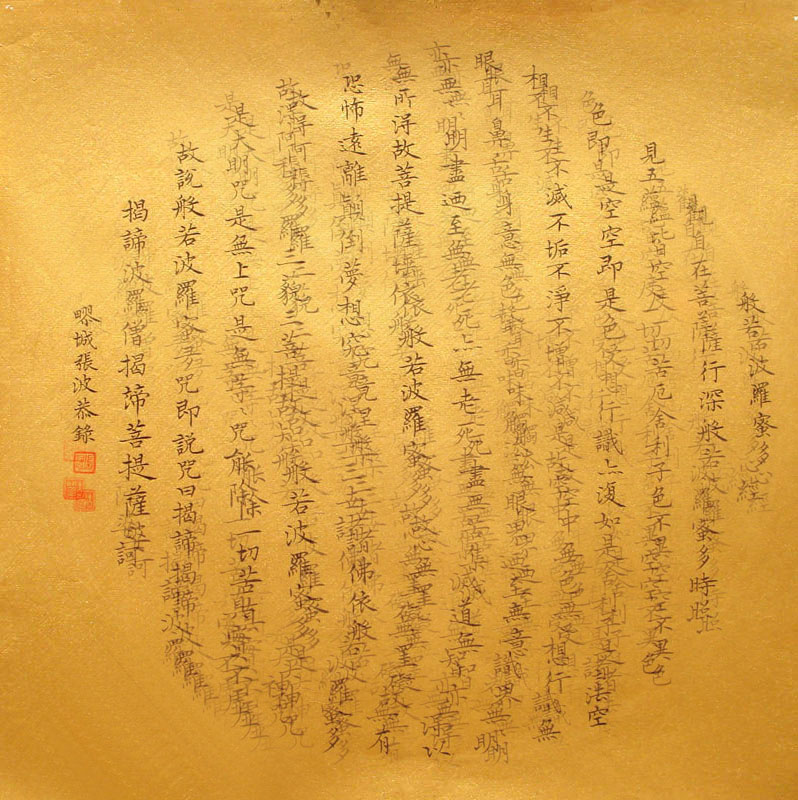 般若波羅蜜多心經
觀自在菩薩行深般若波羅蜜多時照
見五蘊皆空度一切苦厄舍利子色不異空空不異色
色即是空空即是色受想行識亦復如是舍利子是諸法空
相不生不滅不垢不淨不增不減是故空中無色無受想行識無
眼耳鼻舌身意無色聲香味觸法無眼界廼至無意識界無無明
亦無無明盡廼至無老死亦無老死盡無苦集滅道無知亦無得以
無所得故菩提薩埵依般若波羅蜜多故心無罣礙無罣礙故無有
恐怖遠離顛倒夢想究竟涅槃三世諸佛依般若波羅蜜多
故得阿耨多羅三藐三菩提故知般若波羅蜜多是大神咒
是大明咒是無上咒是無等等咒能除一切苦真實不虛
故說般若波羅蜜多咒即說咒曰揭諦揭諦波羅
揭諦波羅僧揭諦菩提薩婆訶
疁城張波恭錄